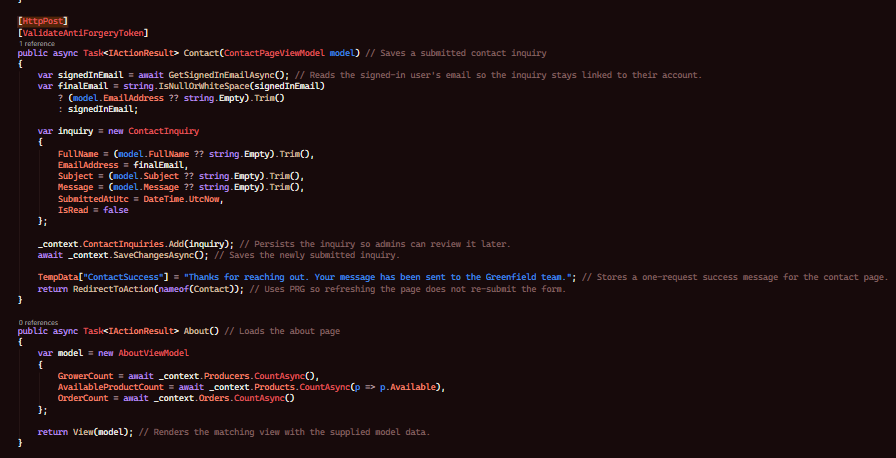 }
[HttpPost]
[ValidateAntiForgeryToken]
1 reference
public async Task<IActionResult> Contact(ContactPageViewModel model) // Saves a submitted contact inquiry
{
var signedInEmail = await GetSignedInEmailAsync(); // Reads the signed-in user's email so the inquiry stays linked to their account.
var finalEmail = string.IsNullOrWhiteSpace(signedInEmail)
? (model.EmailAddress ?? string.Empty).Trim()
: signedInEmail;
var inquiry = new ContactInquiry
{
FullName = (model.FullName ?? string.Empty).Trim(),
EmailAddress = finalEmail,
Subject = (model.Subject ?? string.Empty).Trim(),
Message = (model.Message ?? string.Empty).Trim(),
SubmittedAtUtc = DateTime.UtcNow,
IsRead = false
};
_context.ContactInquiries.Add(inquiry); // Persists the inquiry so admins can review it later.
await _context.SaveChangesAsync(); // Saves the newly submitted inquiry.
TempData["ContactSuccess"] = "Thanks for reaching out. Your message has been sent to the Greenfield team."; // Stores a one-request success message for the contact page.
return RedirectToAction(nameof(Contact)); // Uses PRG so refreshing the page does not re-submit the form.
}
0 references
public async Task<IActionResult> About() // Loads the about page
{
var model = new AboutViewModel
{
GrowerCount = await _context.Producers.CountAsync(),
AvailableProductCount = await _context.Products.CountAsync(p => p.Available),
OrderCount = await _context.Orders.CountAsync()
};
return View(model); // Renders the matching view with the supplied model data.
}